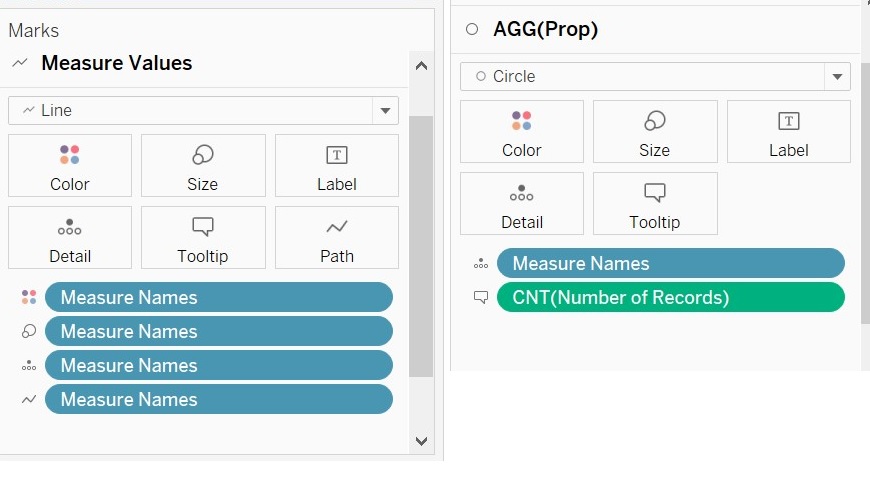 Marks
Measure Values
Line
Color Size Label
Detail Tooltip Path
Measure Names
Measure Names
Measure Names
Measure Names
AGG(Prop)
Circle
Color Size Label
Detail Tooltip
Measure Names
CNT(Number of Records)